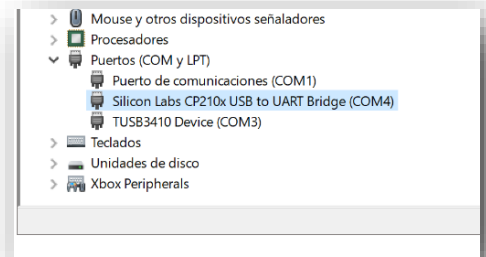 Mouse y otros dispositivos señaladores
Procesadores
Puertos (COM y LPT)
Puerto de comunicaciones (COM1)
Silicon Labs CP210x USB to UART Bridge (COM4)
TUSB3410 Device (COM3)
Teclados
Unidades de disco
Xbox Peripherals